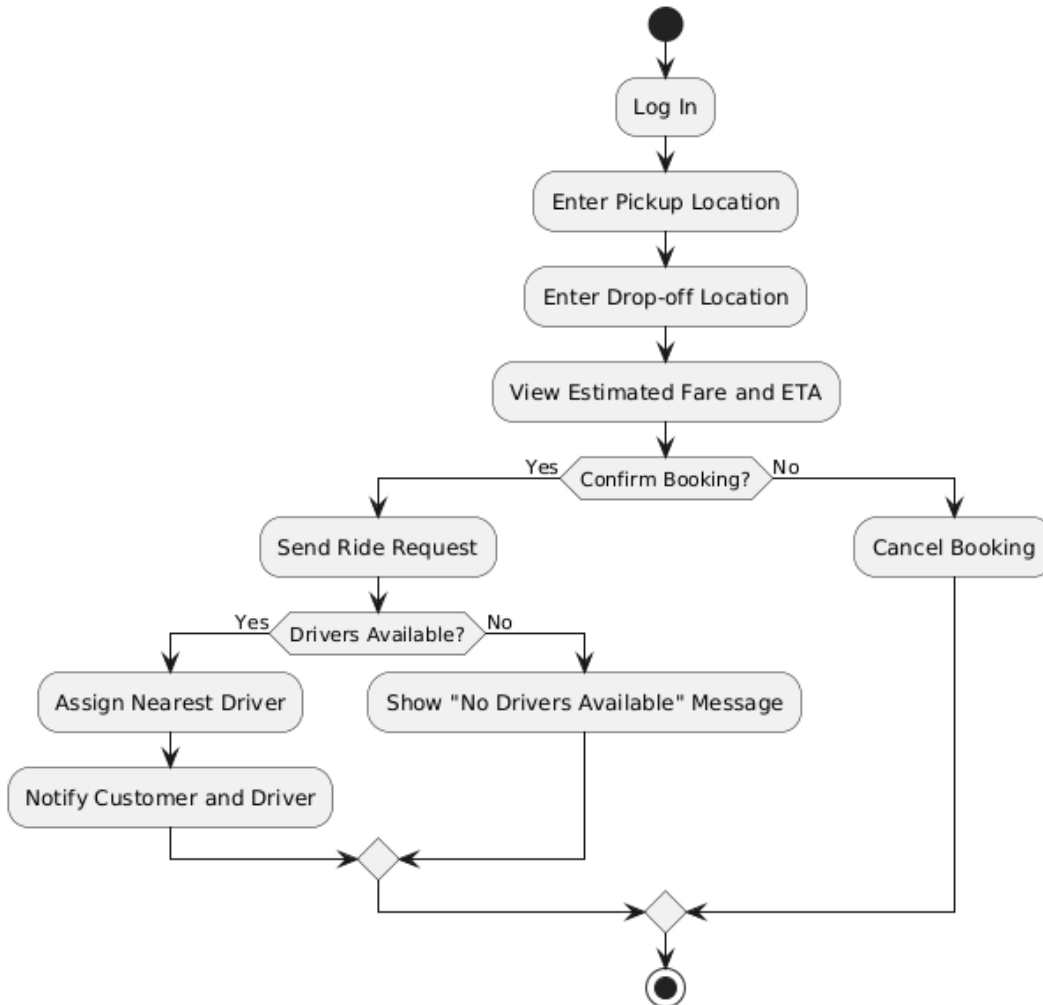 Log In
Enter Pickup Location
Enter Drop-off Location
View Estimated Fare and ETA
Yes
Confirm Booking?
No
Send Ride Request
Cancel Booking
Yes
Drivers Available?
No
Assign Nearest Driver
Show "No Drivers Available" Message
Notify Customer and Driver